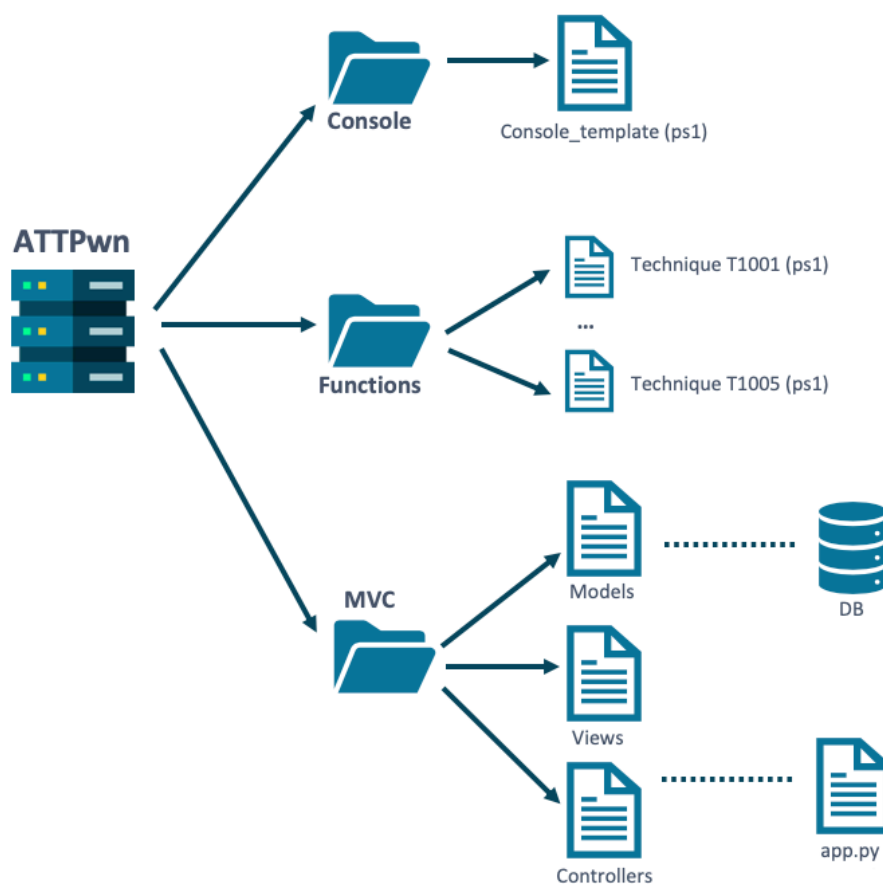 Console
Console_template (ps1)
ATTPwn
Technique T1001 (ps1)
...
Functions
Technique T1005 (ps1)
MVC
Models
DB
Views
Controllers
app.py